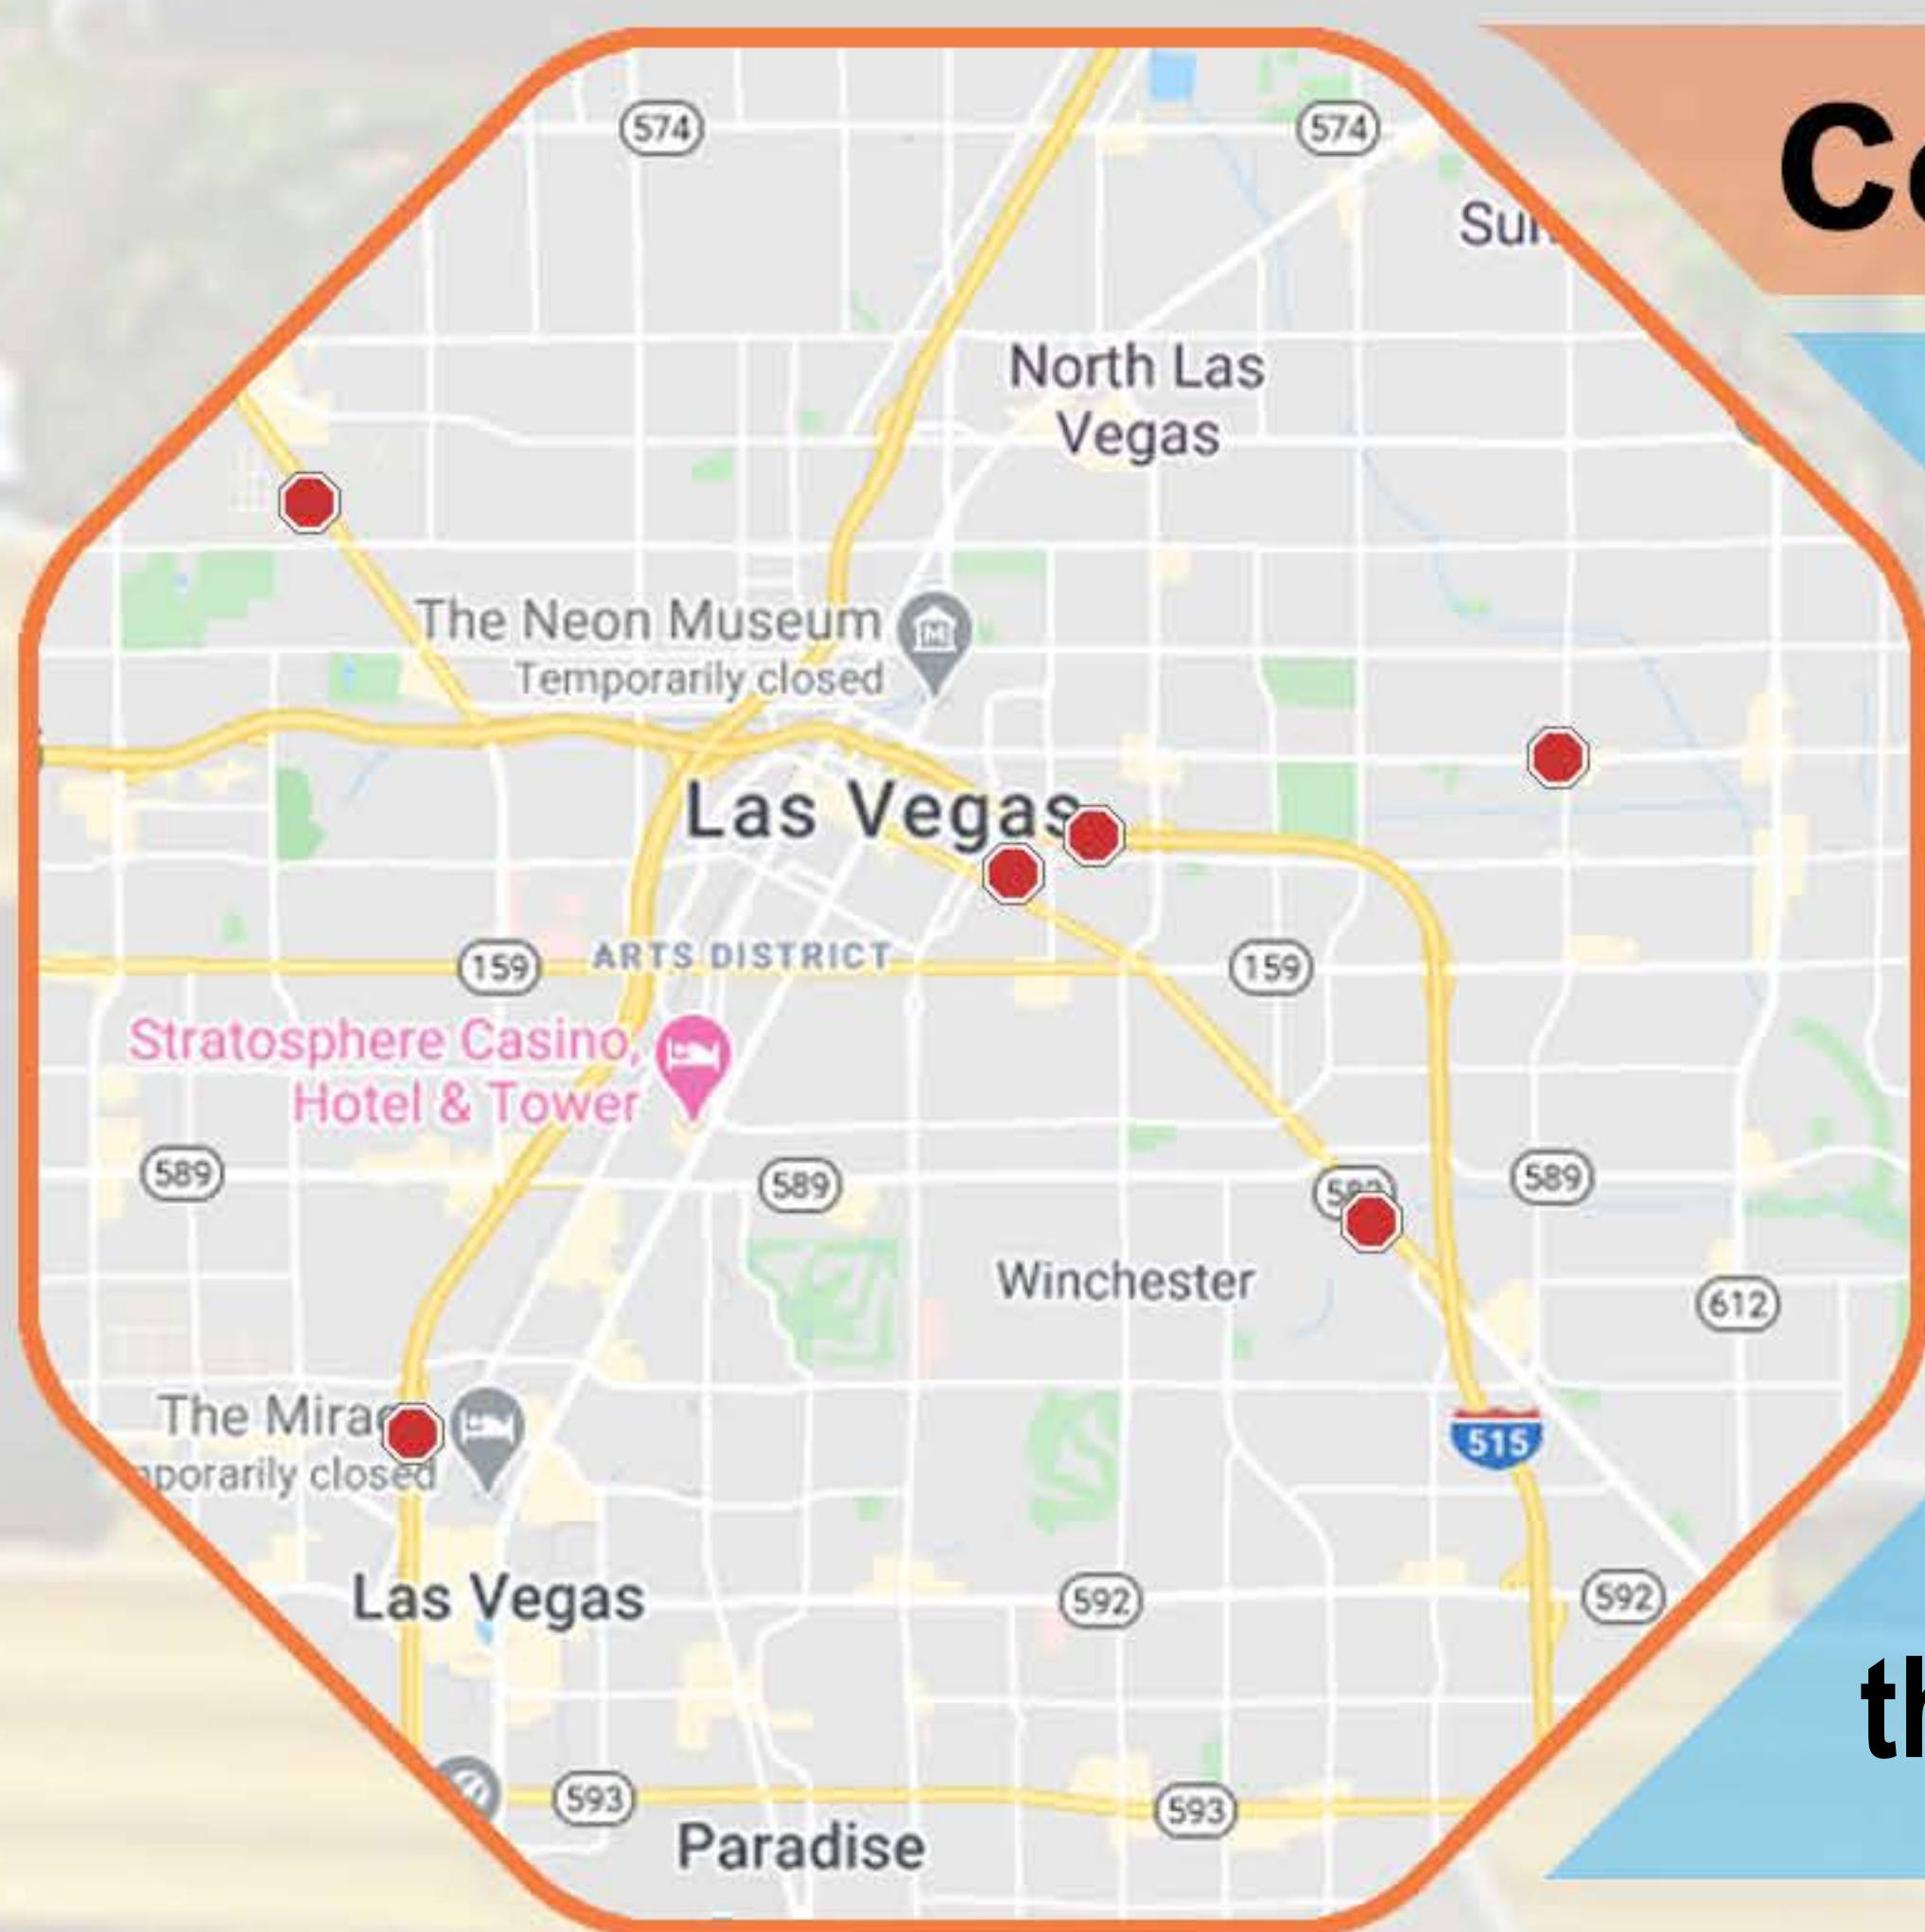 574
574
North Las
Vegas
The Neon Museum
Temporarily closed
Las Vegas
159
ARTS DISTRICT
159
Stratosphere Casino,
Hotel & Tower
589
589
589
Winchester
612
515
Las Vegas
592
592
593
593
Paradise